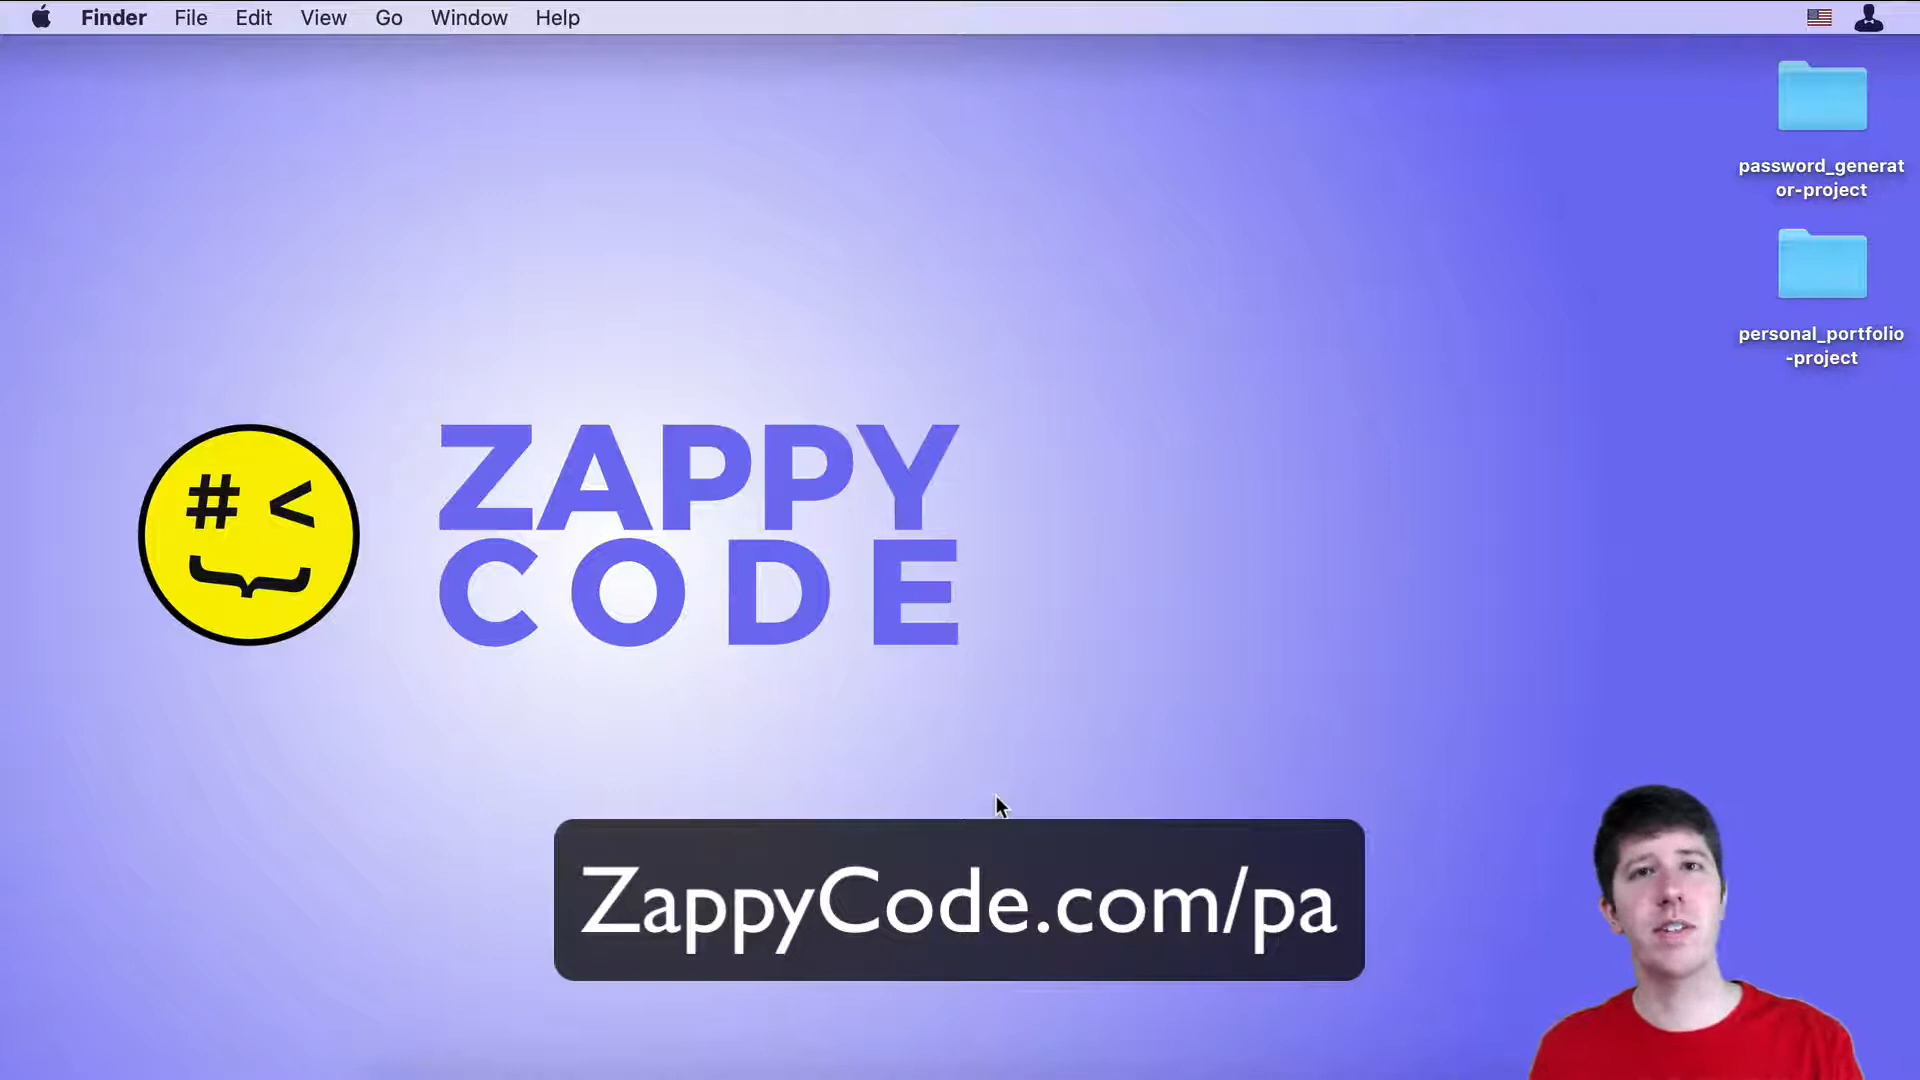 Finder File Edit View Go Window Help
password_generat
or-project
personal_portfolio
-project
# <
ZAPPY
CODE
ZappyCode.com/pa